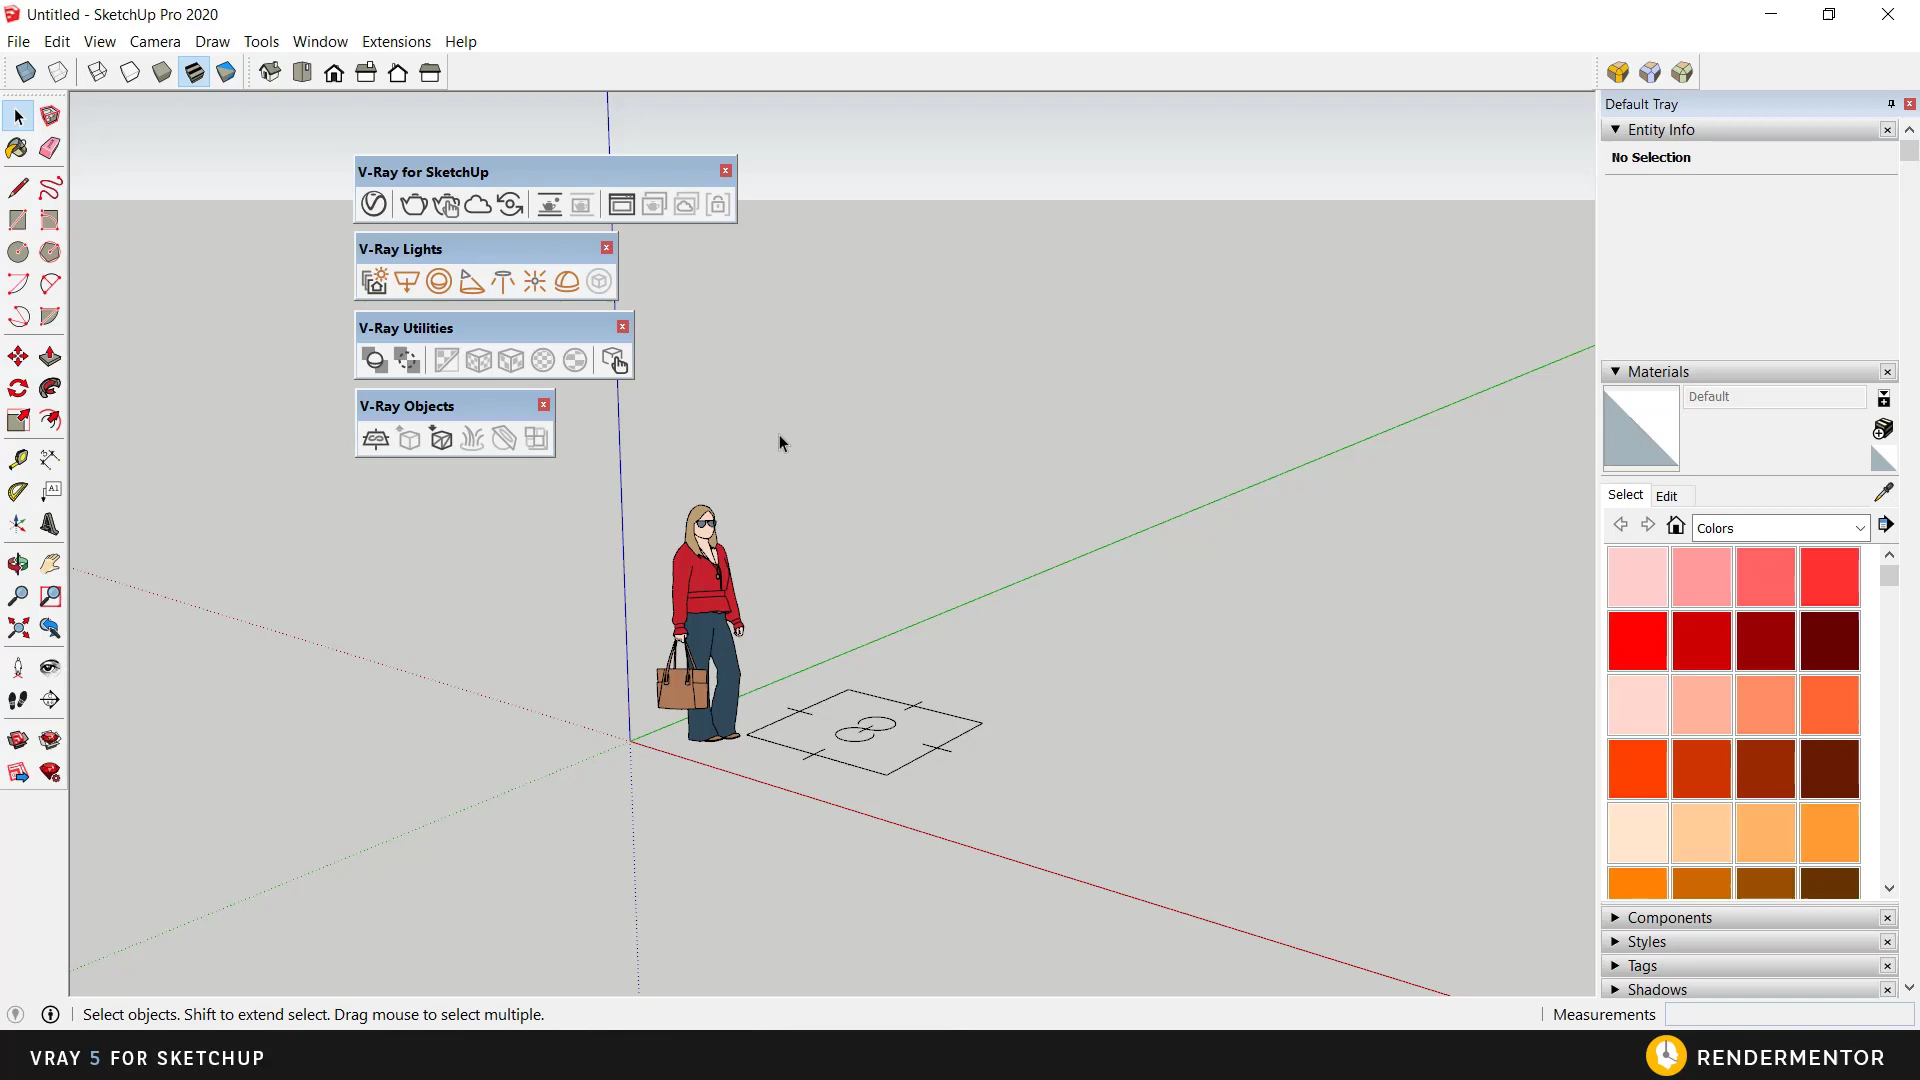 Untitled - SketchUp Pro 2020
File Edit View Camera Draw Tools Window Extensions Help
Default Tray
Entity Info
No Selection
V-Ray for SketchUp
V-Ray Lights
V-Ray Utilities
V-Ray Objects
A1
Materials
Default
Select Edit
Colors
Components
Styles
Tags
Shadows
Select objects. Shift to extend select. Drag mouse to select multiple.
Measurements
VRAY 5 FOR SKETCHUP
RENDERMENTOR